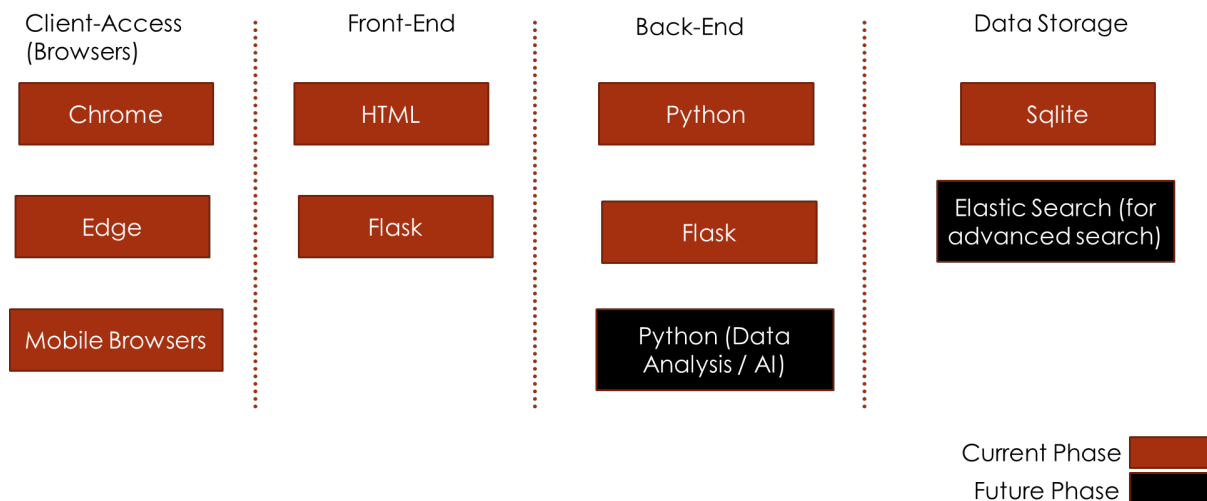 Client-Access
(Browsers)
Front-End
Back-End
Data Storage
Chrome
HTML
Python
Sqlite
Edge
Flask
Flask
Elastic Search (for
advanced search)
Mobile Browsers
Python (Data
Analysis / AI)
Current Phase
Future Phase